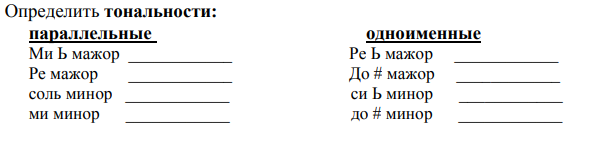 Определить тональности:
параллельные одноименные
Ми Ь мажор ____________ Ре Ь мажор ____________
Ре мажор ____________ До # мажор ____________
соль минор ____________ си Ь минор ____________
ми минор ____________ до # минор ____________